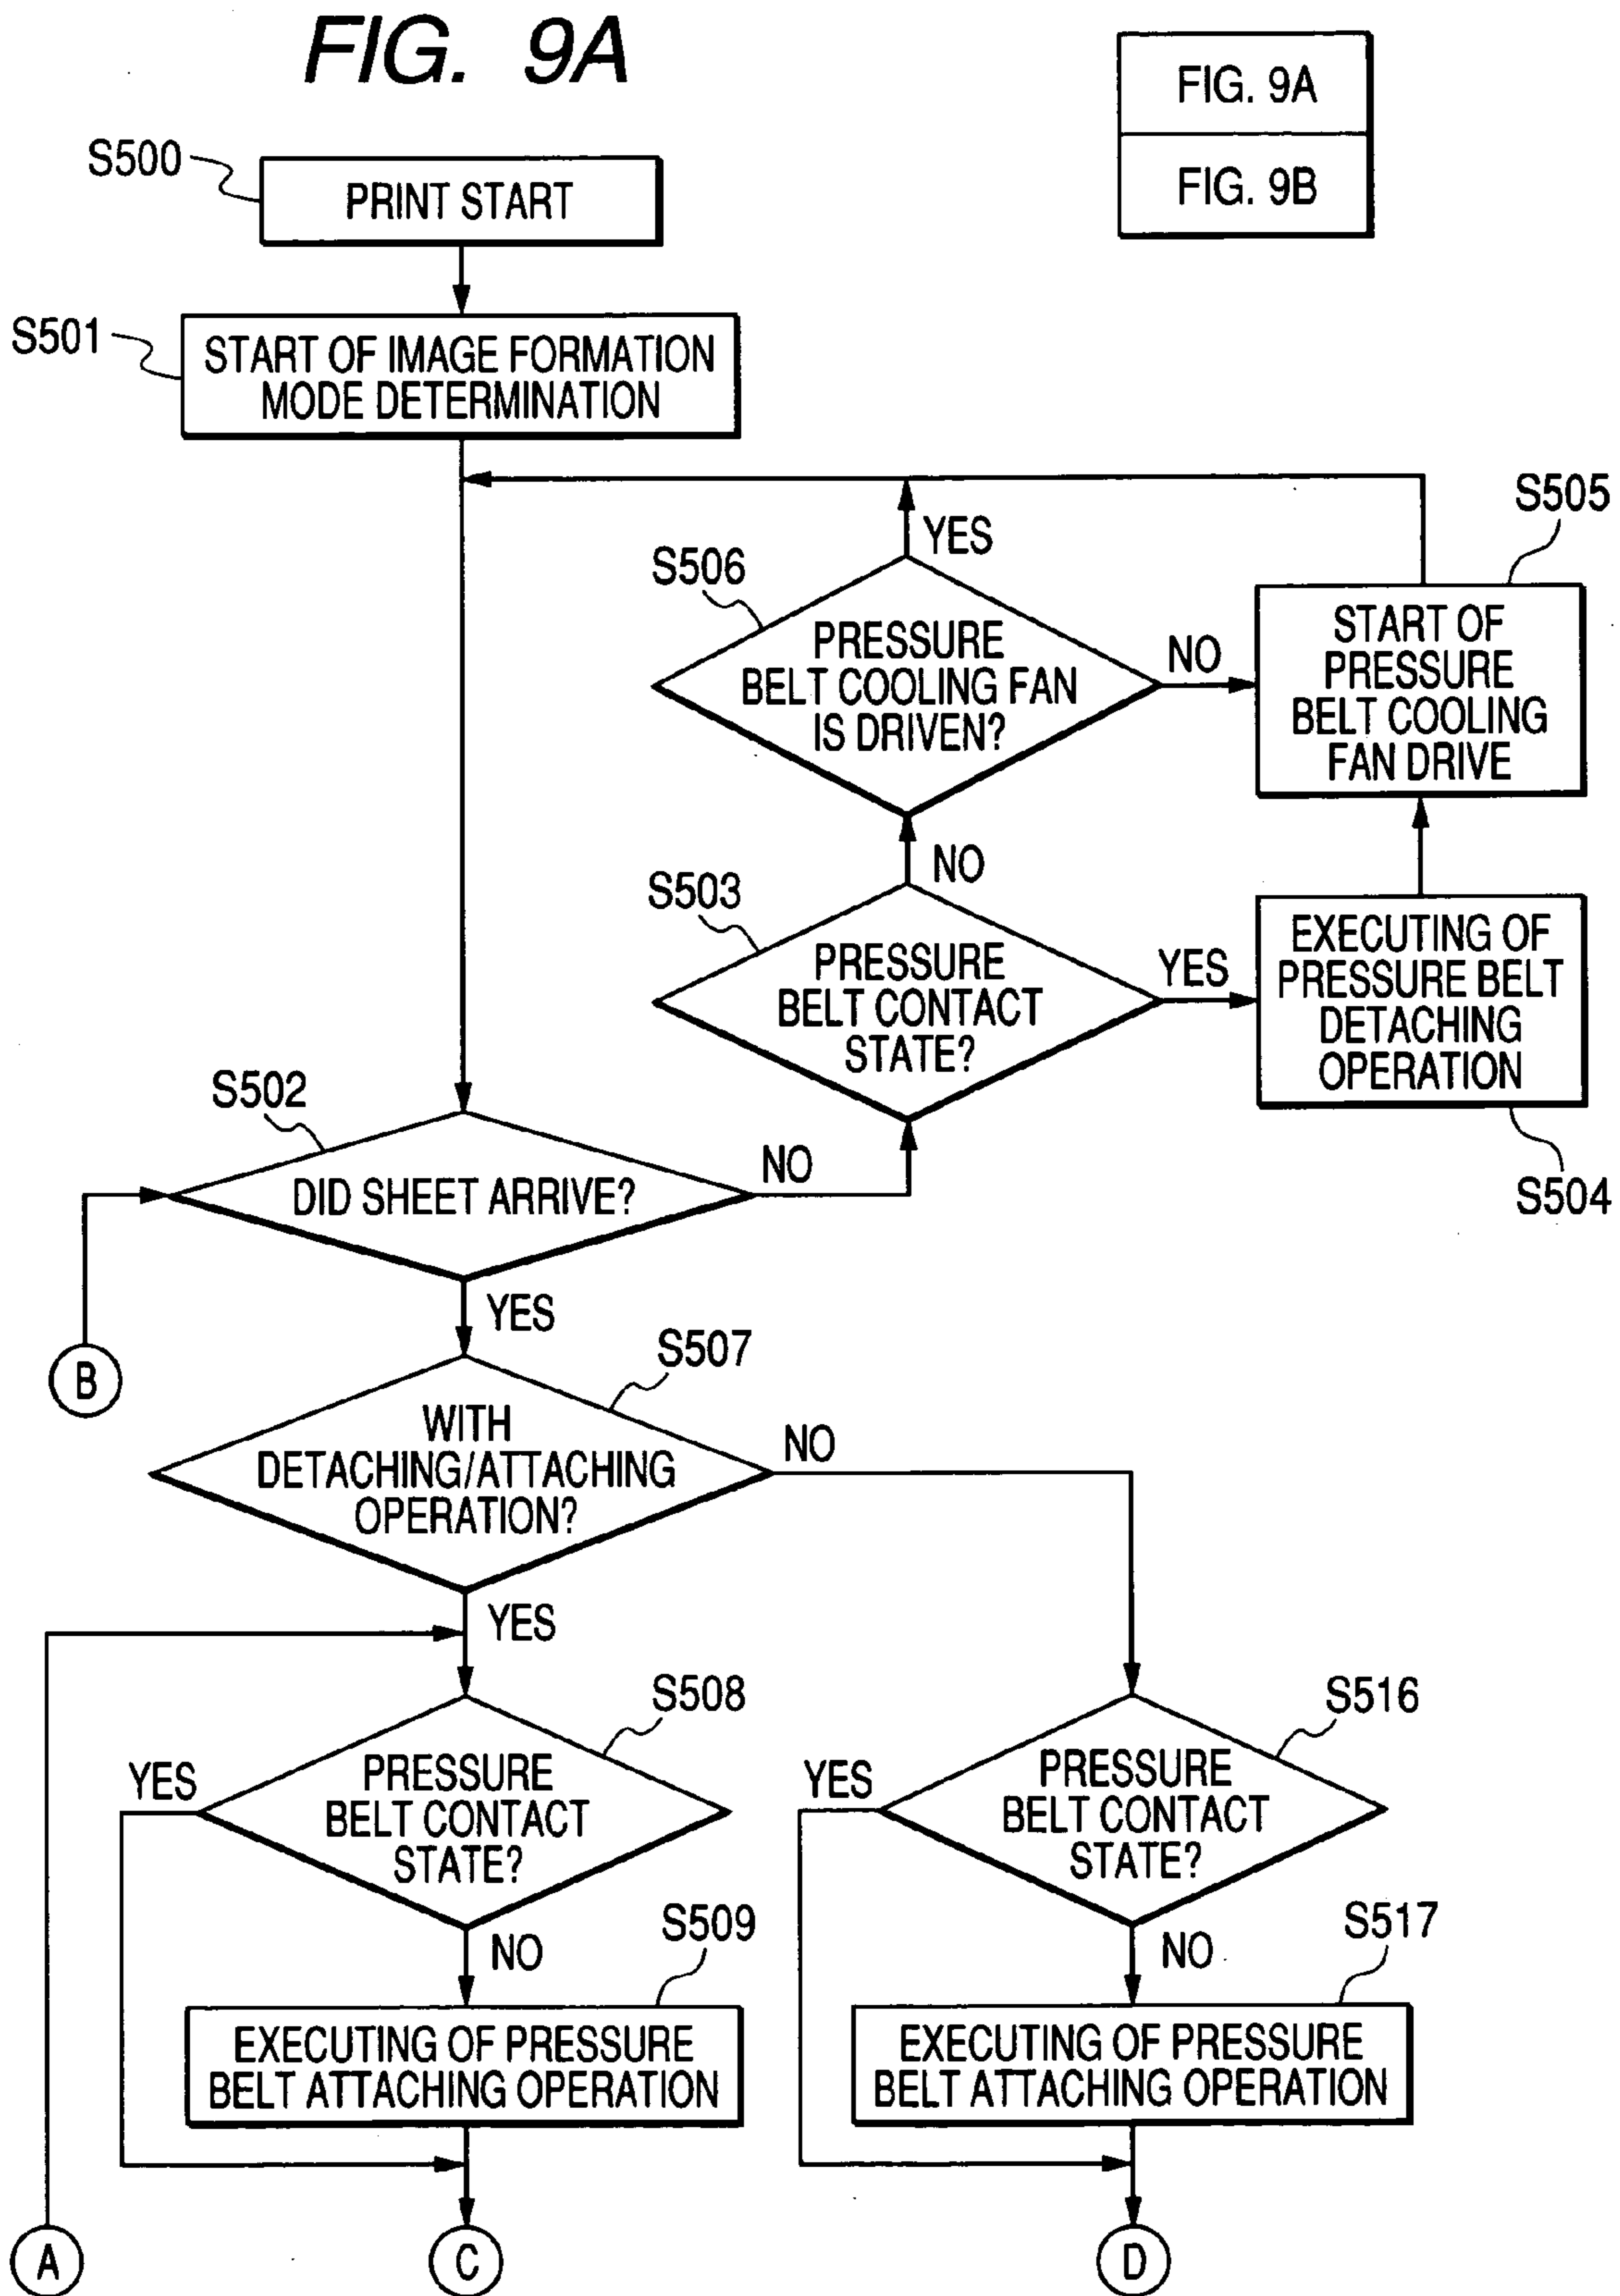 FIG. 9A
FIG. 9A
FIG. 9B
S500
PRINT START
S501
START OF IMAGE FORMATION
MODE DETERMINATION
S505
YES
S506
PRESSURE
BELT COOLING FAN
IS DRIVEN?
NO
START OF
PRESSURE
BELT COOLING
FAN DRIVE
NO
S503
PRESSURE
BELT CONTACT
STATE?
YES
EXECUTING OF
PRESSURE BELT
DETACHING
OPERATION
S504
S502
DID SHEET ARRIVE?
NO
YES
B
S507
WITH
DETACHING/ATTACHING
OPERATION?
NO
YES
S508
PRESSURE
BELT CONTACT
STATE?
YES
NO
S509
EXECUTING OF PRESSURE
BELT ATTACHING OPERATION
S516
PRESSURE
BELT CONTACT
STATE?
YES
NO
S517
EXECUTING OF PRESSURE
BELT ATTACHING OPERATION
A
C
D